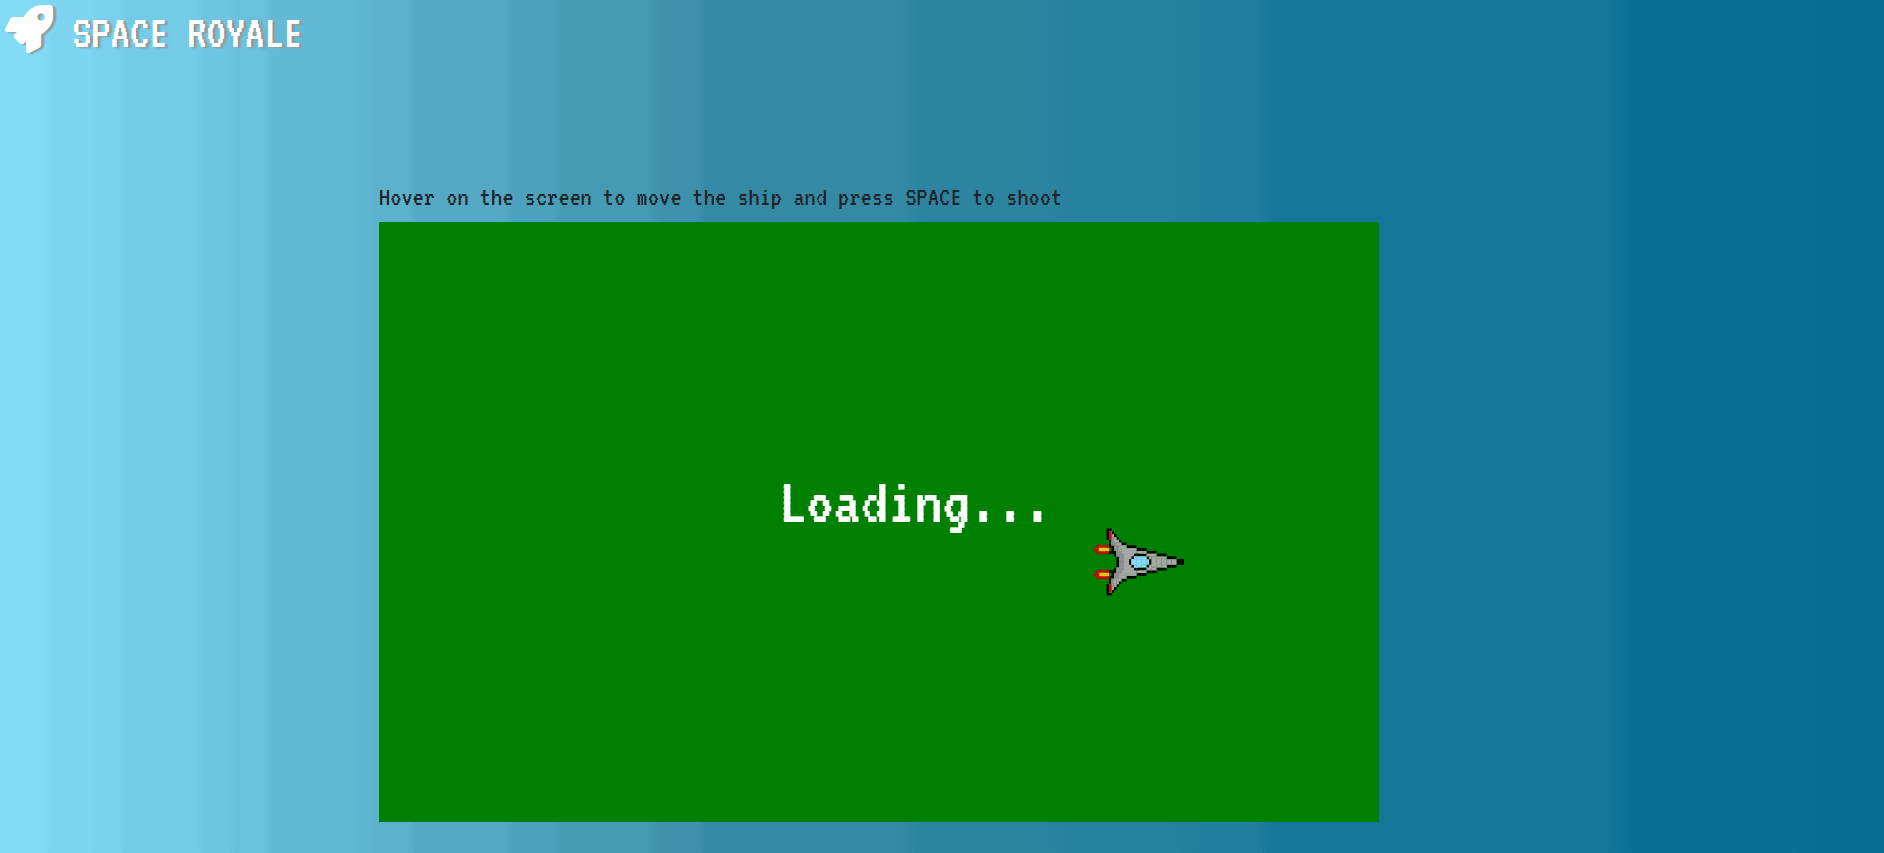 SPACE ROYALE
Hover on the screen to move the ship and press SPACE to shoot
Loading...